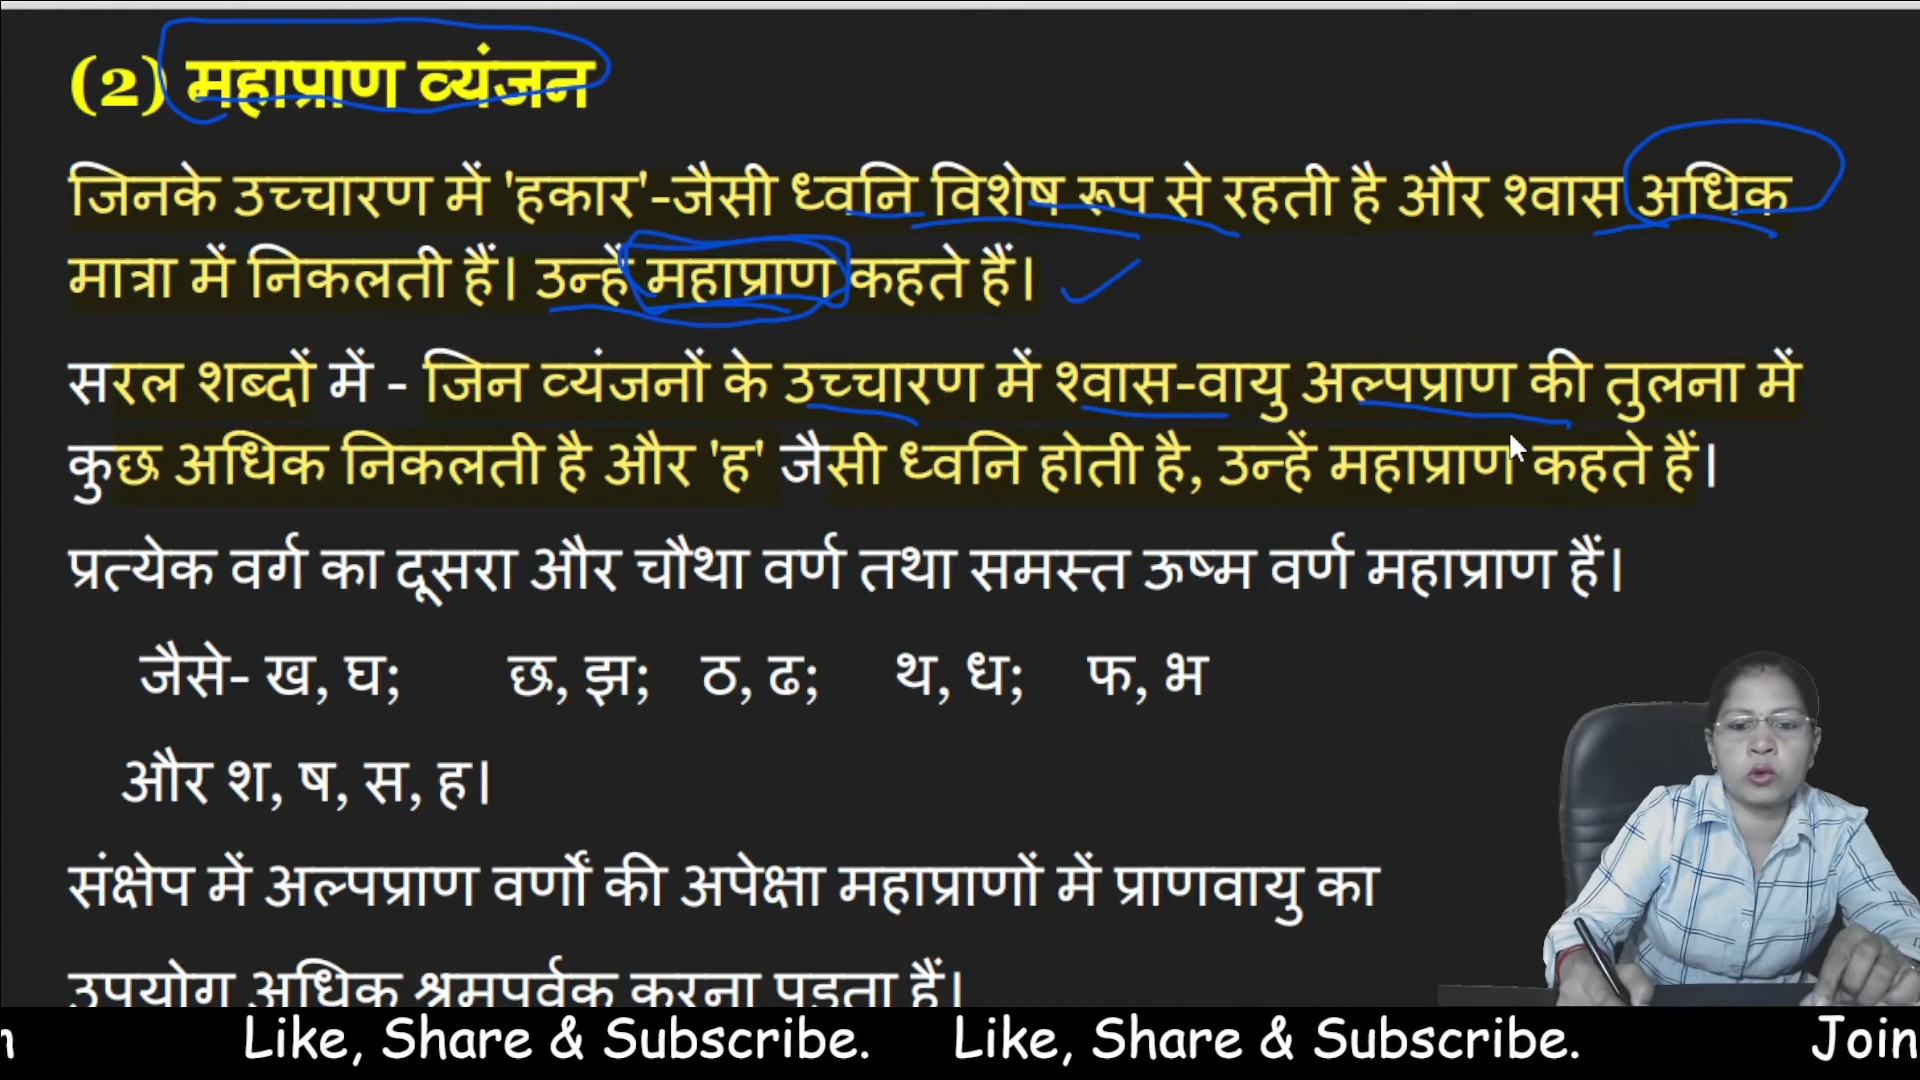 (2) महाप्राण व्यंजन
जिनके उच्चारण में 'हकार'-जैसी ध्वनि विशेष रूप से रहती है और श्वास अधिक
मात्रा में निकलती हैं। उन्हें महाप्राण कहते हैं।
सरल शब्दों में - जिन व्यंजनों के उच्चारण में श्वास-वायु अल्पप्राण की तुलना में
कुछ अधिक निकलती है और 'ह' जैसी ध्वनि होती है, उन्हें महाप्राण कहते हैं।
प्रत्येक वर्ग का दूसरा और चौथा वर्ण तथा समस्त ऊष्म वर्ण महाप्राण हैं।
जैसे- ख, घ; छ, झ; ठ, ढ; थ, ध; फ, भ
और श, ष, स, ह।
संक्षेप में अल्पप्राण वर्णों की अपेक्षा महाप्राणों में प्राणवायु का
उपयोग अधिक श्रमपूर्वक करना पड़ता हैं।
n Like, Share & Subscribe. Like, Share & Subscribe. Join